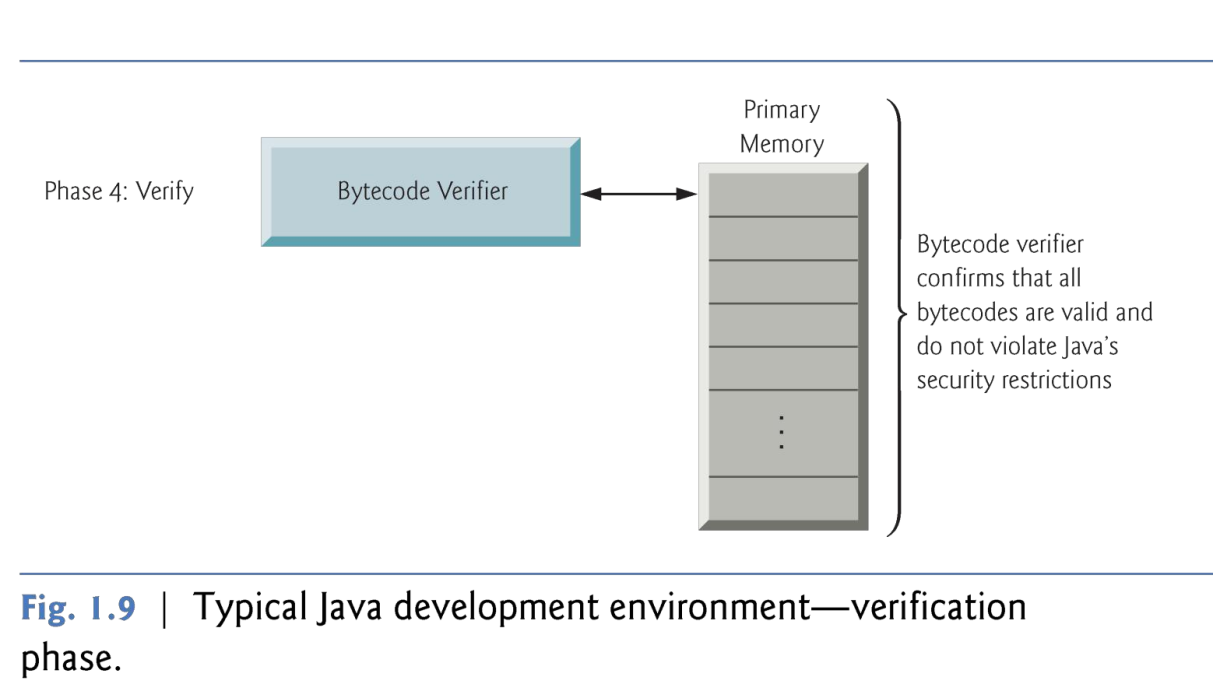 Primary
Memory
Phase 4: Verify
Bytecode Verifier
Bytecode verifier
confirms that all
bytecodes are valid and
do not violate Java’s
security restrictions
Fig. 1.9 | Typical Java development environment—verification
phase.